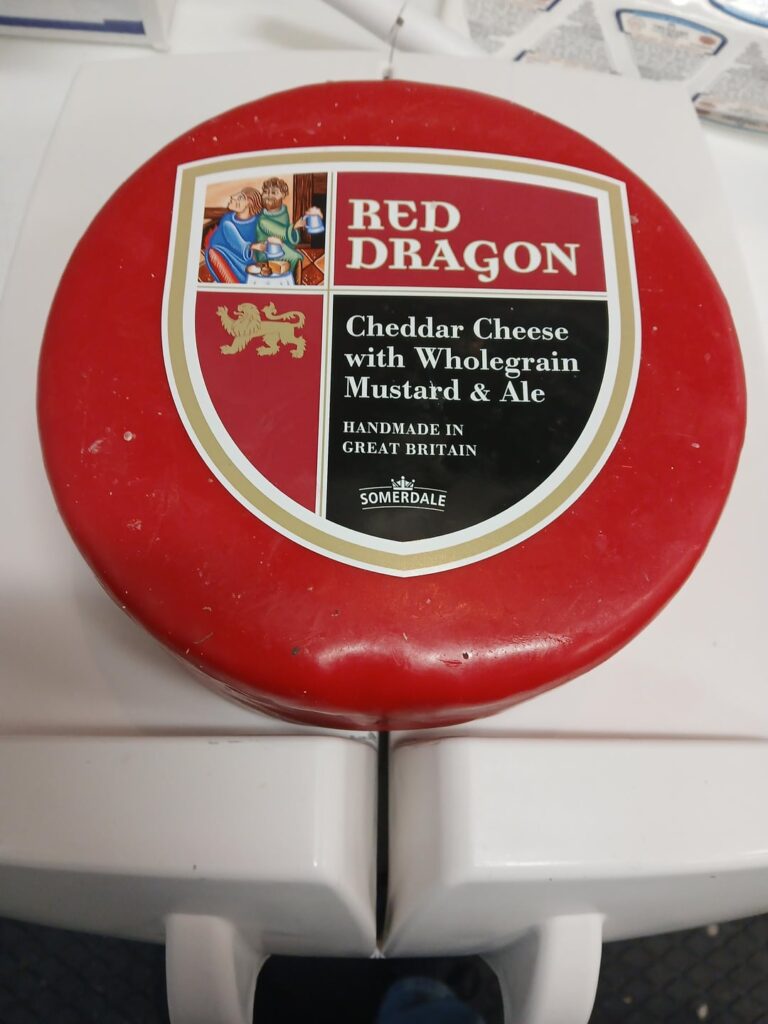 RED
DRAGON
Cheddar Cheese
with Wholegrain
Mustard & Ale
HANDMADE IN
GREAT BRITAIN
SOMERDALE